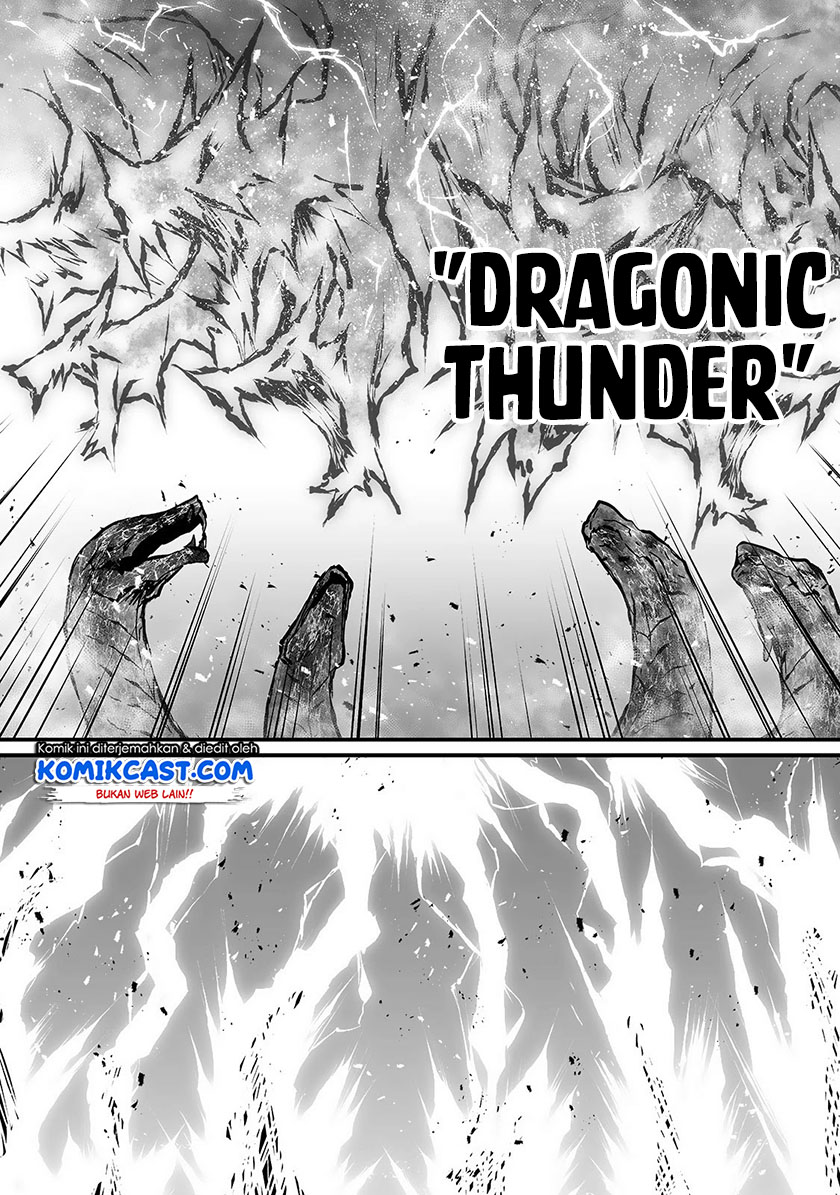 "DRAGONIC
THUNDER"
Komik ini diterjemahkan & diedit oleh
KOMIKCAST.COM
BUKAN WEB LAIN!!